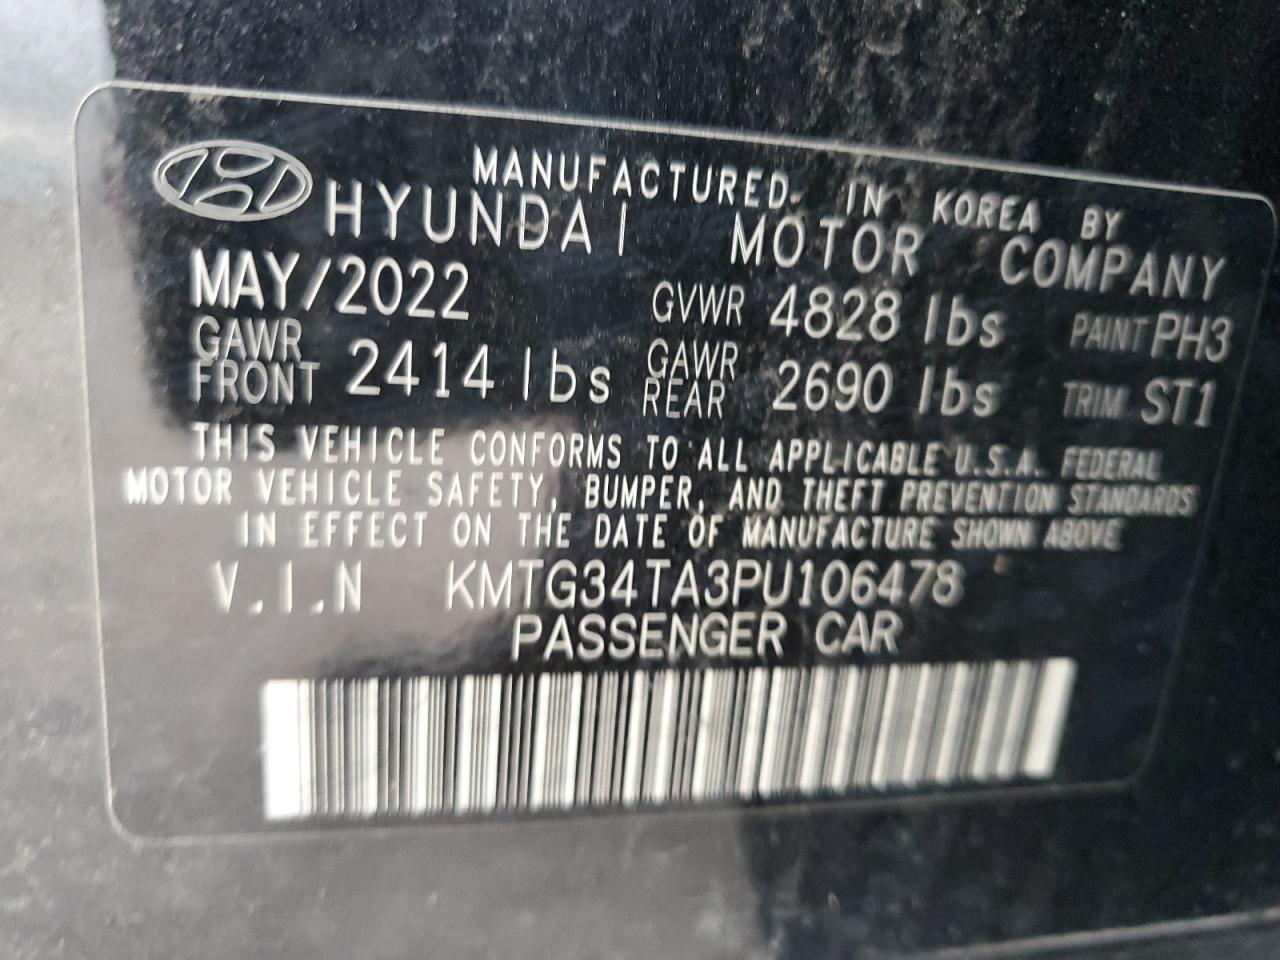 MANUFACTURED IN KOREA BY
HYUNDAI MOTOR COMPANY
MAY/2022 GVWR 4828 lbs PAINT PH3
GAWR FRONT 2414 lbs GAWR REAR 2690 lbs TRIM ST1
THIS VEHICLE CONFORMS TO ALL APPLICABLE U.S.A. FEDERAL
MOTOR VEHICLE SAFETY, BUMPER, AND THEFT PREVENTION STANDARDS
IN EFFECT ON THE DATE OF MANUFACTURE SHOWN ABOVE
V.I.N KMTG34TA3PU106478
PASSENGER CAR